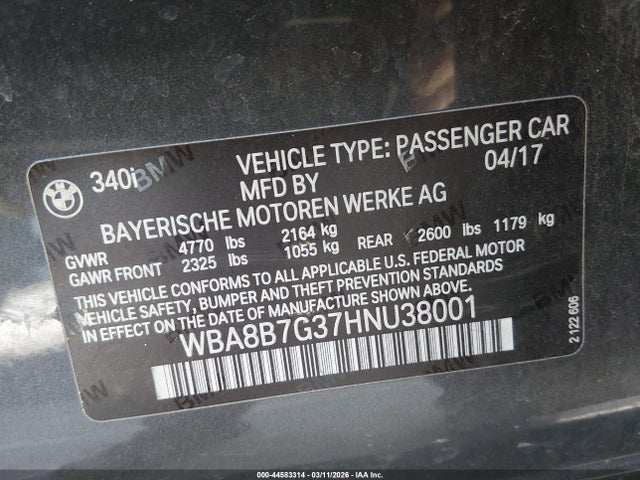 BMW
340i
VEHICLE TYPE: PASSENGER CAR
MFD BY 04/17
BAYERISCHE MOTOREN WERKE AG
GVWR 4770 lbs 2164 kg
GAWR FRONT 2325 lbs 1055 kg REAR 2600 lbs 1179 kg
THIS VEHICLE CONFORMS TO ALL APPLICABLE U.S. FEDERAL MOTOR
VEHICLE SAFETY, BUMPER AND THEFT PREVENTION STANDARDS
IN EFFECT ON THE DATE OF MANUFACTURE SHOWN ABOVE.
WBA8B7G37HNU38001
2 122 606
000-44583314 - 03/11/2026 - IAA Inc.